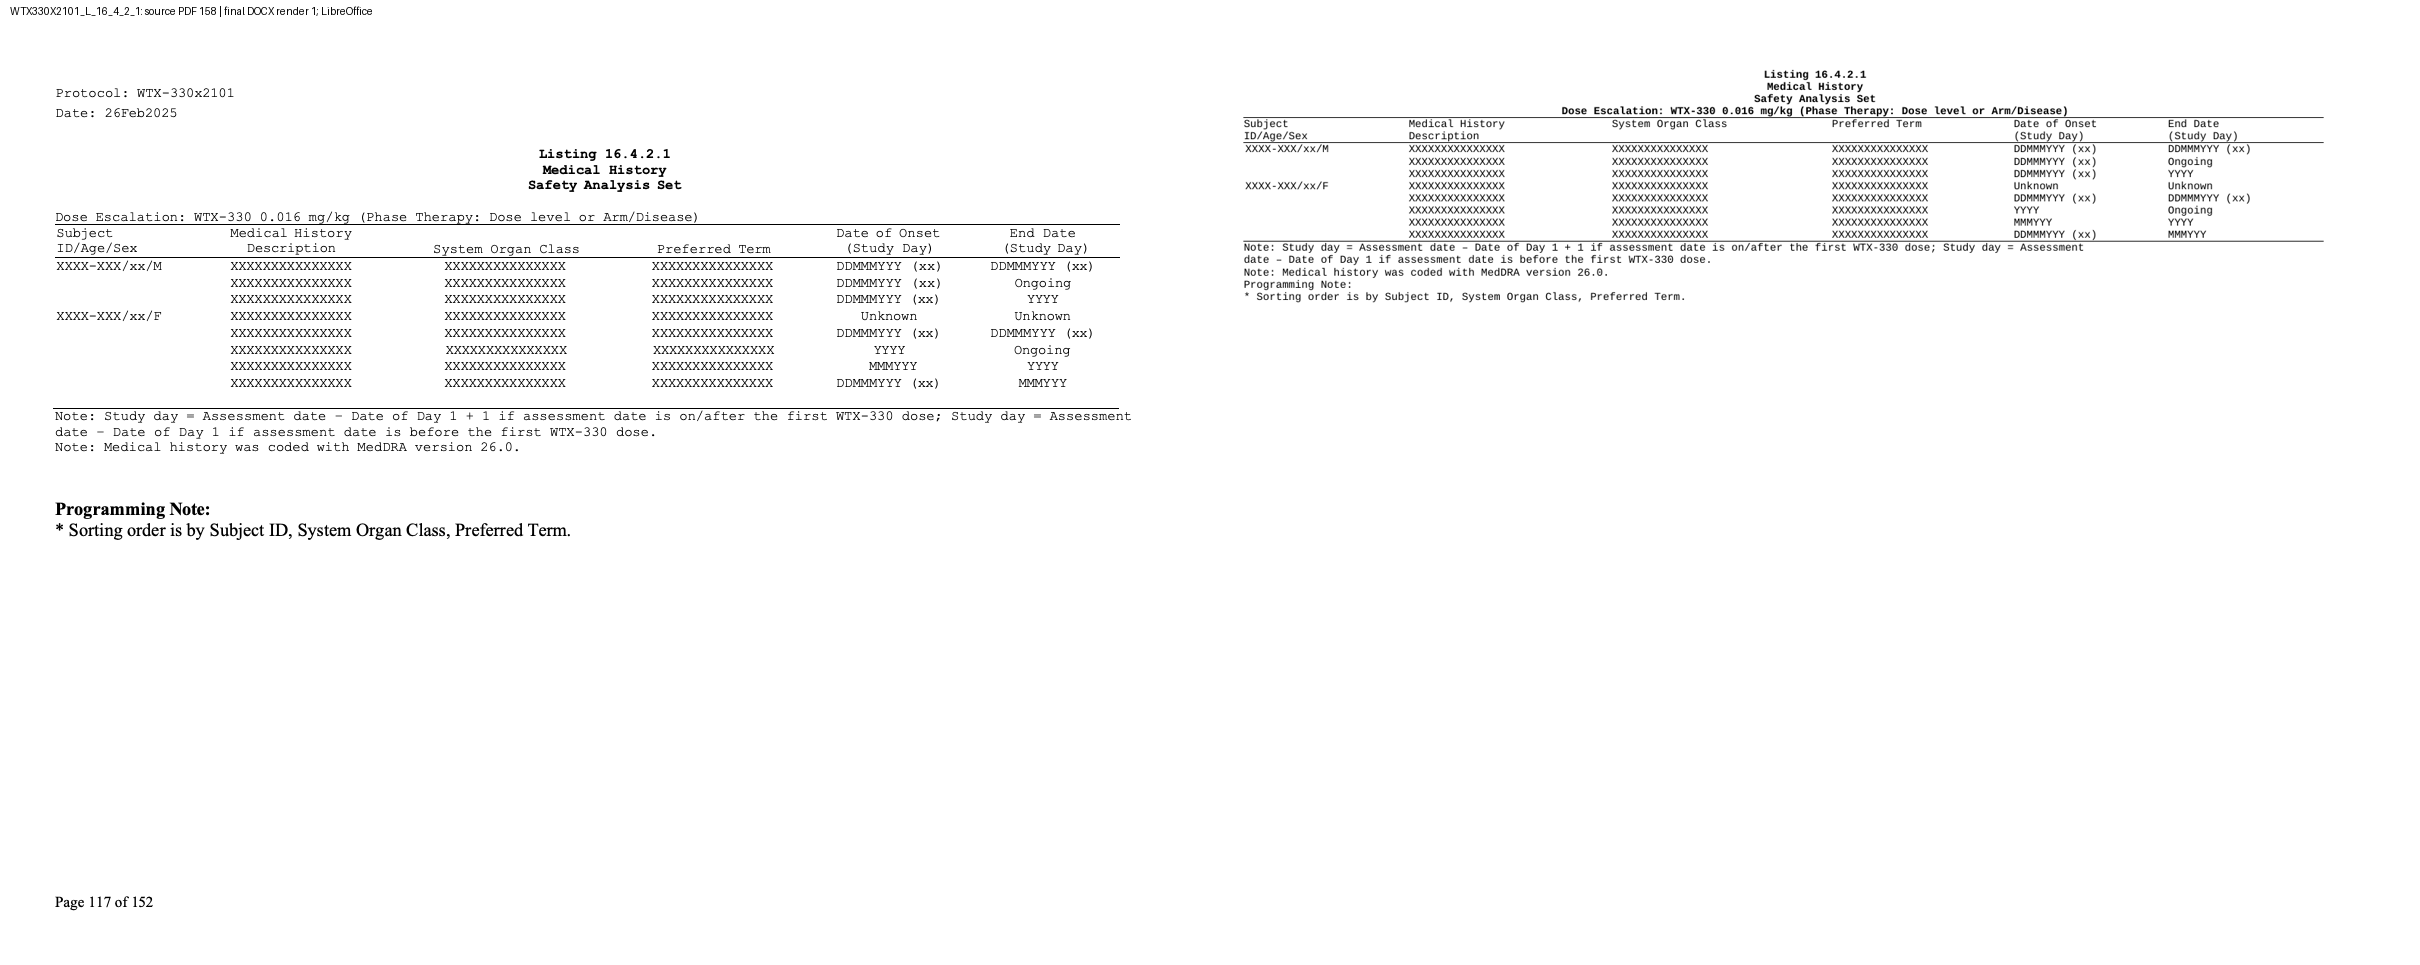 WTX330X2101_L_16_4_2_1: source PDF 158 | final DOCX render 1; LibreOffice
Protocol: WTX-330x2101
Date: 26Feb2025
Listing 16.4.2.1
Medical History
Safety Analysis Set
Dose Escalation: WTX-330 0.016 mg/kg (Phase Therapy: Dose level or Arm/Disease)
Subject Medical History Date of Onset End Date
ID/Age/Sex Description System Organ Class Preferred Term (Study Day) (Study Day)
XXXX-XXX/xx/M XXXXXXXXXXXXXXX XXXXXXXXXXXXXXX XXXXXXXXXXXXXXX DDMMMYYY (xx) DDMMMYYY (xx)
XXXXXXXXXXXXXXX XXXXXXXXXXXXXXX XXXXXXXXXXXXXXX DDMMMYYY (xx) Ongoing
XXXXXXXXXXXXXXX XXXXXXXXXXXXXXX XXXXXXXXXXXXXXX DDMMMYYY (xx) YYYY
XXXX-XXX/xx/F XXXXXXXXXXXXXXX XXXXXXXXXXXXXXX XXXXXXXXXXXXXXX Unknown Unknown
XXXXXXXXXXXXXXX XXXXXXXXXXXXXXX XXXXXXXXXXXXXXX DDMMMYYY (xx) DDMMMYYY (xx)
XXXXXXXXXXXXXXX XXXXXXXXXXXXXXX XXXXXXXXXXXXXXX YYYY Ongoing
XXXXXXXXXXXXXXX XXXXXXXXXXXXXXX XXXXXXXXXXXXXXX MMMYYY YYYY
XXXXXXXXXXXXXXX XXXXXXXXXXXXXXX XXXXXXXXXXXXXXX DDMMMYYY (xx) MMMYYY
Note: Study day = Assessment date – Date of Day 1 + 1 if assessment date is on/after the first WTX-330 dose; Study day = Assessment
date – Date of Day 1 if assessment date is before the first WTX-330 dose.
Note: Medical history was coded with MedDRA version 26.0.
Programming Note:
* Sorting order is by Subject ID, System Organ Class, Preferred Term.
Page 117 of 152
Listing 16.4.2.1
Medical History
Safety Analysis Set
Dose Escalation: WTX-330 0.016 mg/kg (Phase Therapy: Dose level or Arm/Disease)
Subject Medical History System Organ Class Preferred Term Date of Onset End Date
ID/Age/Sex Description (Study Day) (Study Day)
XXXX-XXX/xx/M XXXXXXXXXXXXXXX XXXXXXXXXXXXXXX XXXXXXXXXXXXXXX DDMMMYYY (xx) DDMMMYYY (xx)
XXXXXXXXXXXXXXX XXXXXXXXXXXXXXX XXXXXXXXXXXXXXX DDMMMYYY (xx) Ongoing
XXXXXXXXXXXXXXX XXXXXXXXXXXXXXX XXXXXXXXXXXXXXX DDMMMYYY (xx) YYYY
XXXX-XXX/xx/F XXXXXXXXXXXXXXX XXXXXXXXXXXXXXX XXXXXXXXXXXXXXX Unknown Unknown
XXXXXXXXXXXXXXX XXXXXXXXXXXXXXX XXXXXXXXXXXXXXX DDMMMYYY (xx) DDMMMYYY (xx)
XXXXXXXXXXXXXXX XXXXXXXXXXXXXXX XXXXXXXXXXXXXXX YYYY Ongoing
XXXXXXXXXXXXXXX XXXXXXXXXXXXXXX XXXXXXXXXXXXXXX MMMYYY YYYY
XXXXXXXXXXXXXXX XXXXXXXXXXXXXXX XXXXXXXXXXXXXXX DDMMMYYY (xx) MMMYYY
Note: Study day = Assessment date – Date of Day 1 + 1 if assessment date is on/after the first WTX-330 dose; Study day = Assessment
date – Date of Day 1 if assessment date is before the first WTX-330 dose.
Note: Medical history was coded with MedDRA version 26.0.
Programming Note:
* Sorting order is by Subject ID, System Organ Class, Preferred Term.